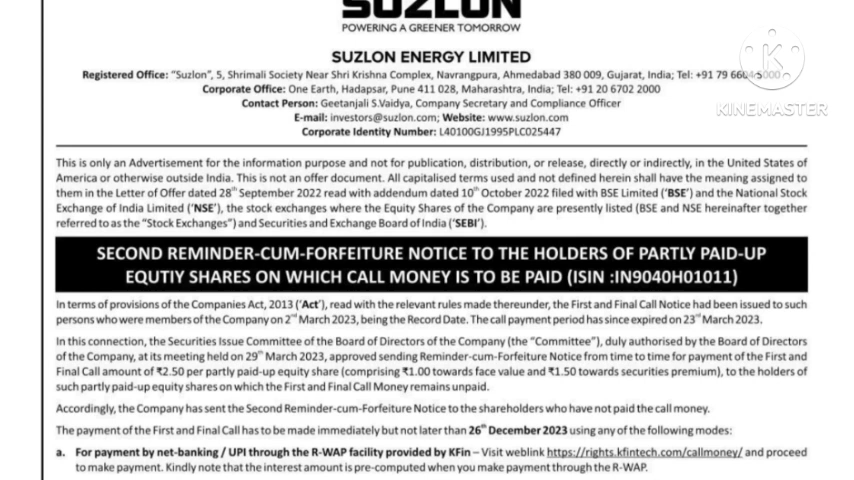 SUZLON
POWERING A GREENER TOMORROW
SUZLON ENERGY LIMITED
Registered Office: "Suzlon", 5, Shrimali Society Near Shri Krishna Complex, Navrangpura, Ahmedabad 380 009, Gujarat, India; Tel: +91 79 6604 5000
Corporate Office: One Earth, Hadapsar, Pune 411 028, Maharashtra, India; Tel: +91 20 6702 2000
KINEMASTER
Contact Person: Geetanjali S.Vaidya, Company Secretary and Compliance Officer
E-mail: investors@suzlon.com; Website: www.suzlon.com
Corporate Identity Number: L40100GJ1995PLC025447
This is only an Advertisement for the information purpose and not for publication, distribution, or release, directly or indirectly, in the United States of
America or otherwise outside India. This is not an offer document. All capitalised terms used and not defined herein shall have the meaning assigned to
them in the Letter of Offer dated 28th September 2022 read with addendum dated 10th October 2022 filed with BSE Limited ('BSE') and the National Stock
Exchange of India Limited ('NSE'), the stock exchanges where the Equity Shares of the Company are presently listed (BSE and NSE hereinafter together
referred to as the "Stock Exchanges") and Securities and Exchange Board of India ('SEBI').
SECOND REMINDER-CUM-FORFEITURE NOTICE TO THE HOLDERS OF PARTLY PAID-UP
EQUTIY SHARES ON WHICH CALL MONEY IS TO BE PAID (ISIN :IN9040H01011)
In terms of provisions of the Companies Act, 2013 ('Act'), read with the relevant rules made thereunder, the First and Final Call Notice had been issued to such
persons who were members of the Company on 2nd March 2023, being the Record Date. The call payment period has since expired on 23rd March 2023.
In this connection, the Securities Issue Committee of the Board of Directors of the Company (the "Committee"), duly authorised by the Board of Directors
of the Company, at its meeting held on 29th March 2023, approved sending Reminder-cum-Forfeiture Notice from time to time for payment of the First and
Final Call amount of ₹2.50 per partly paid-up equity share (comprising ₹1.00 towards face value and ₹1.50 towards securities premium), to the holders of
such partly paid-up equity shares on which the First and Final Call Money remains unpaid.
Accordingly, the Company has sent the Second Reminder-cum-Forfeiture Notice to the shareholders who have not paid the call money.
The payment of the First and Final Call has to be made immediately but not later than 26th December 2023 using any of the following modes:
a. For payment by net-banking / UPI through the R-WAP facility provided by KFin – Visit weblink https://rights.kfintech.com/callmoney/ and proceed
to make payment. Kindly note that the interest amount is pre-computed when you make payment through the R-WAP.